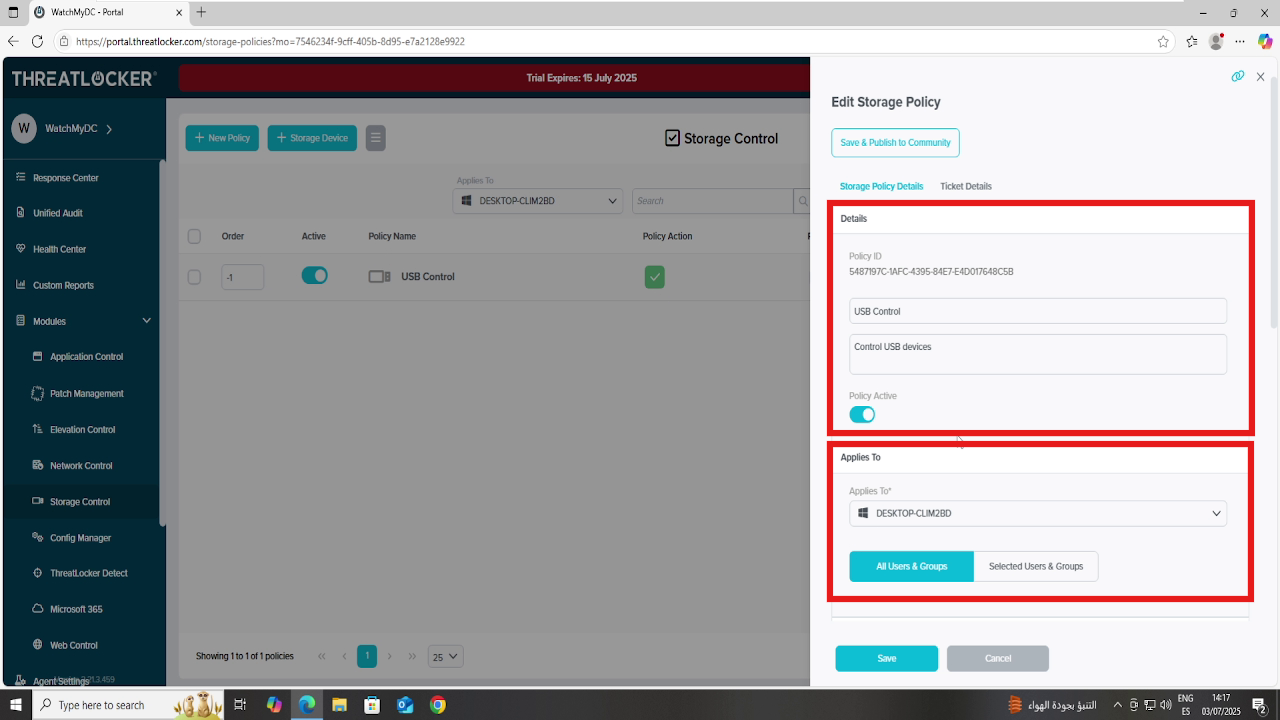 WatchMyDC - Portal
https://portal.threatlocker.com/storage-policies?mo=7546234f-9cff-405b-8d95-e7a2128e9922
THREATLOCKER
Trial Expires: 15 July 2025
W WatchMyDC
Response Center
Unified Audit
Health Center
Custom Reports
Modules
Application Control
Patch Management
Elevation Control
Network Control
Storage Control
Config Manager
ThreatLocker Detect
Microsoft 365
Web Control
Agent Settings
+ New Policy
+ Storage Device
Storage Control
Applies To
DESKTOP-CLIM2BD
Search
Order
Active
Policy Name
Policy Action
-1
USB Control
Showing 1 to 1 of 1 policies
1
25
Edit Storage Policy
Save & Publish to Community
Storage Policy Details
Ticket Details
Details
Policy ID
5487197C-1AFC-4395-84E7-E4D017648C5B
USB Control
Control USB devices
Policy Active
Applies To
Applies To*
DESKTOP-CLIM2BD
All Users & Groups
Selected Users & Groups
Save
Cancel
Type here to search
التنبؤ بجودة الهواء
ENG
ES
14:17
03/07/2025